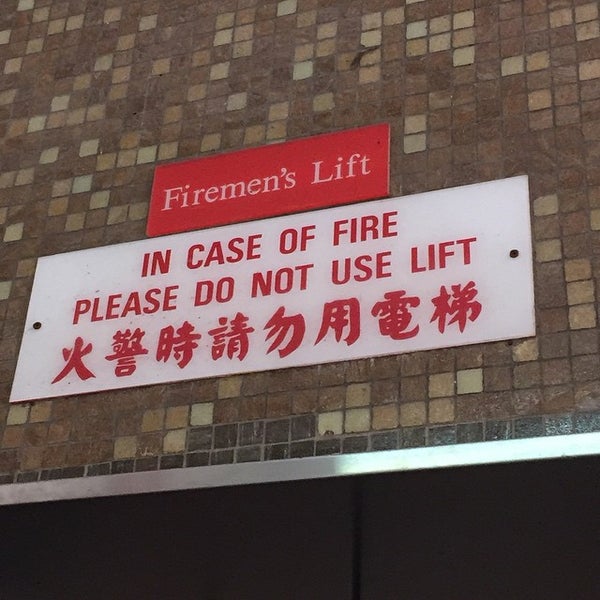 Firemen's Lift
IN CASE OF FIRE
PLEASE DO NOT USE LIFT
火警時請勿用電梯